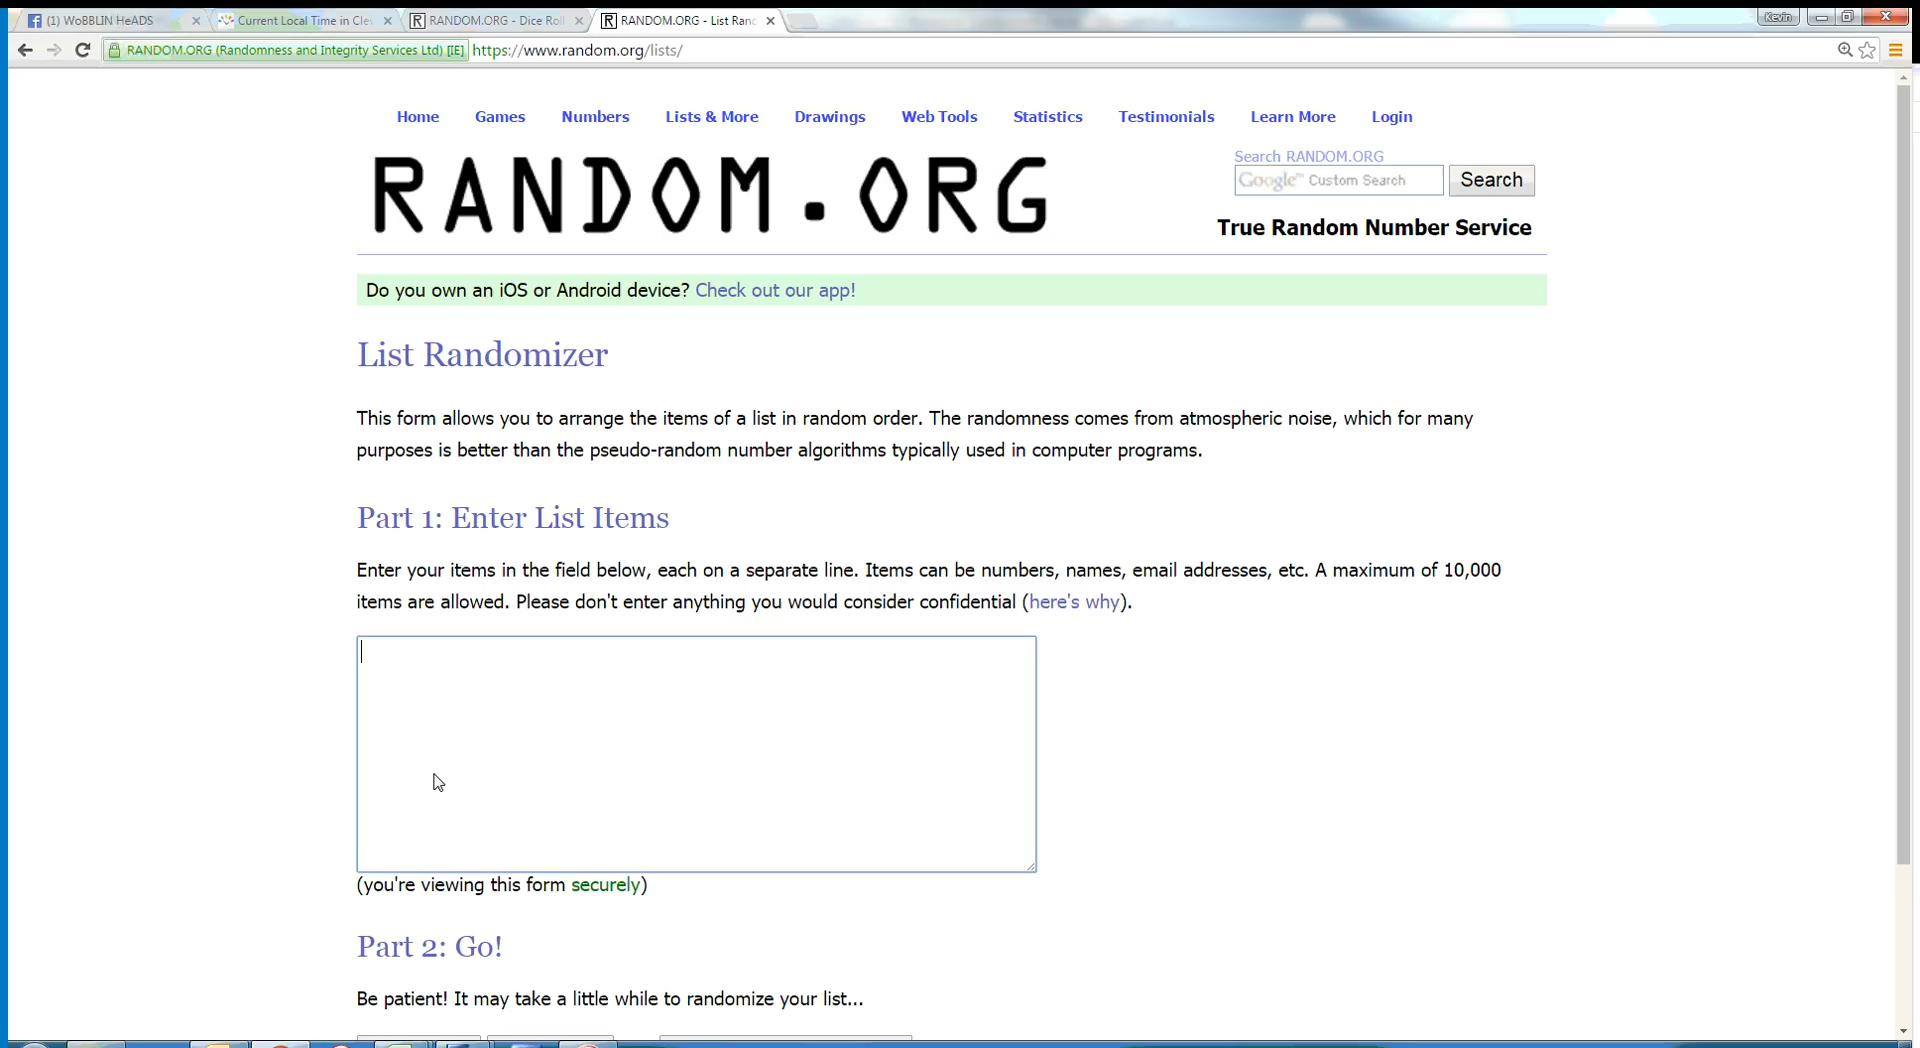 (1) WoBBLIN HeADS
Current Local Time in Clev
RANDOM.ORG - Dice Roll
RANDOM.ORG - List Ran
Kevin
RANDOM.ORG (Randomness and Integrity Services Ltd) [IE]
https://www.random.org/lists/
Home Games Numbers Lists & More Drawings Web Tools Statistics Testimonials Learn More Login
RANDOM.ORG
Search RANDOM.ORG
Google™ Custom Search
Search
True Random Number Service
Do you own an iOS or Android device? Check out our app!
List Randomizer
This form allows you to arrange the items of a list in random order. The randomness comes from atmospheric noise, which for many
purposes is better than the pseudo-random number algorithms typically used in computer programs.
Part 1: Enter List Items
Enter your items in the field below, each on a separate line. Items can be numbers, names, email addresses, etc. A maximum of 10,000
items are allowed. Please don't enter anything you would consider confidential (here's why).
(you're viewing this form securely)
Part 2: Go!
Be patient! It may take a little while to randomize your list...